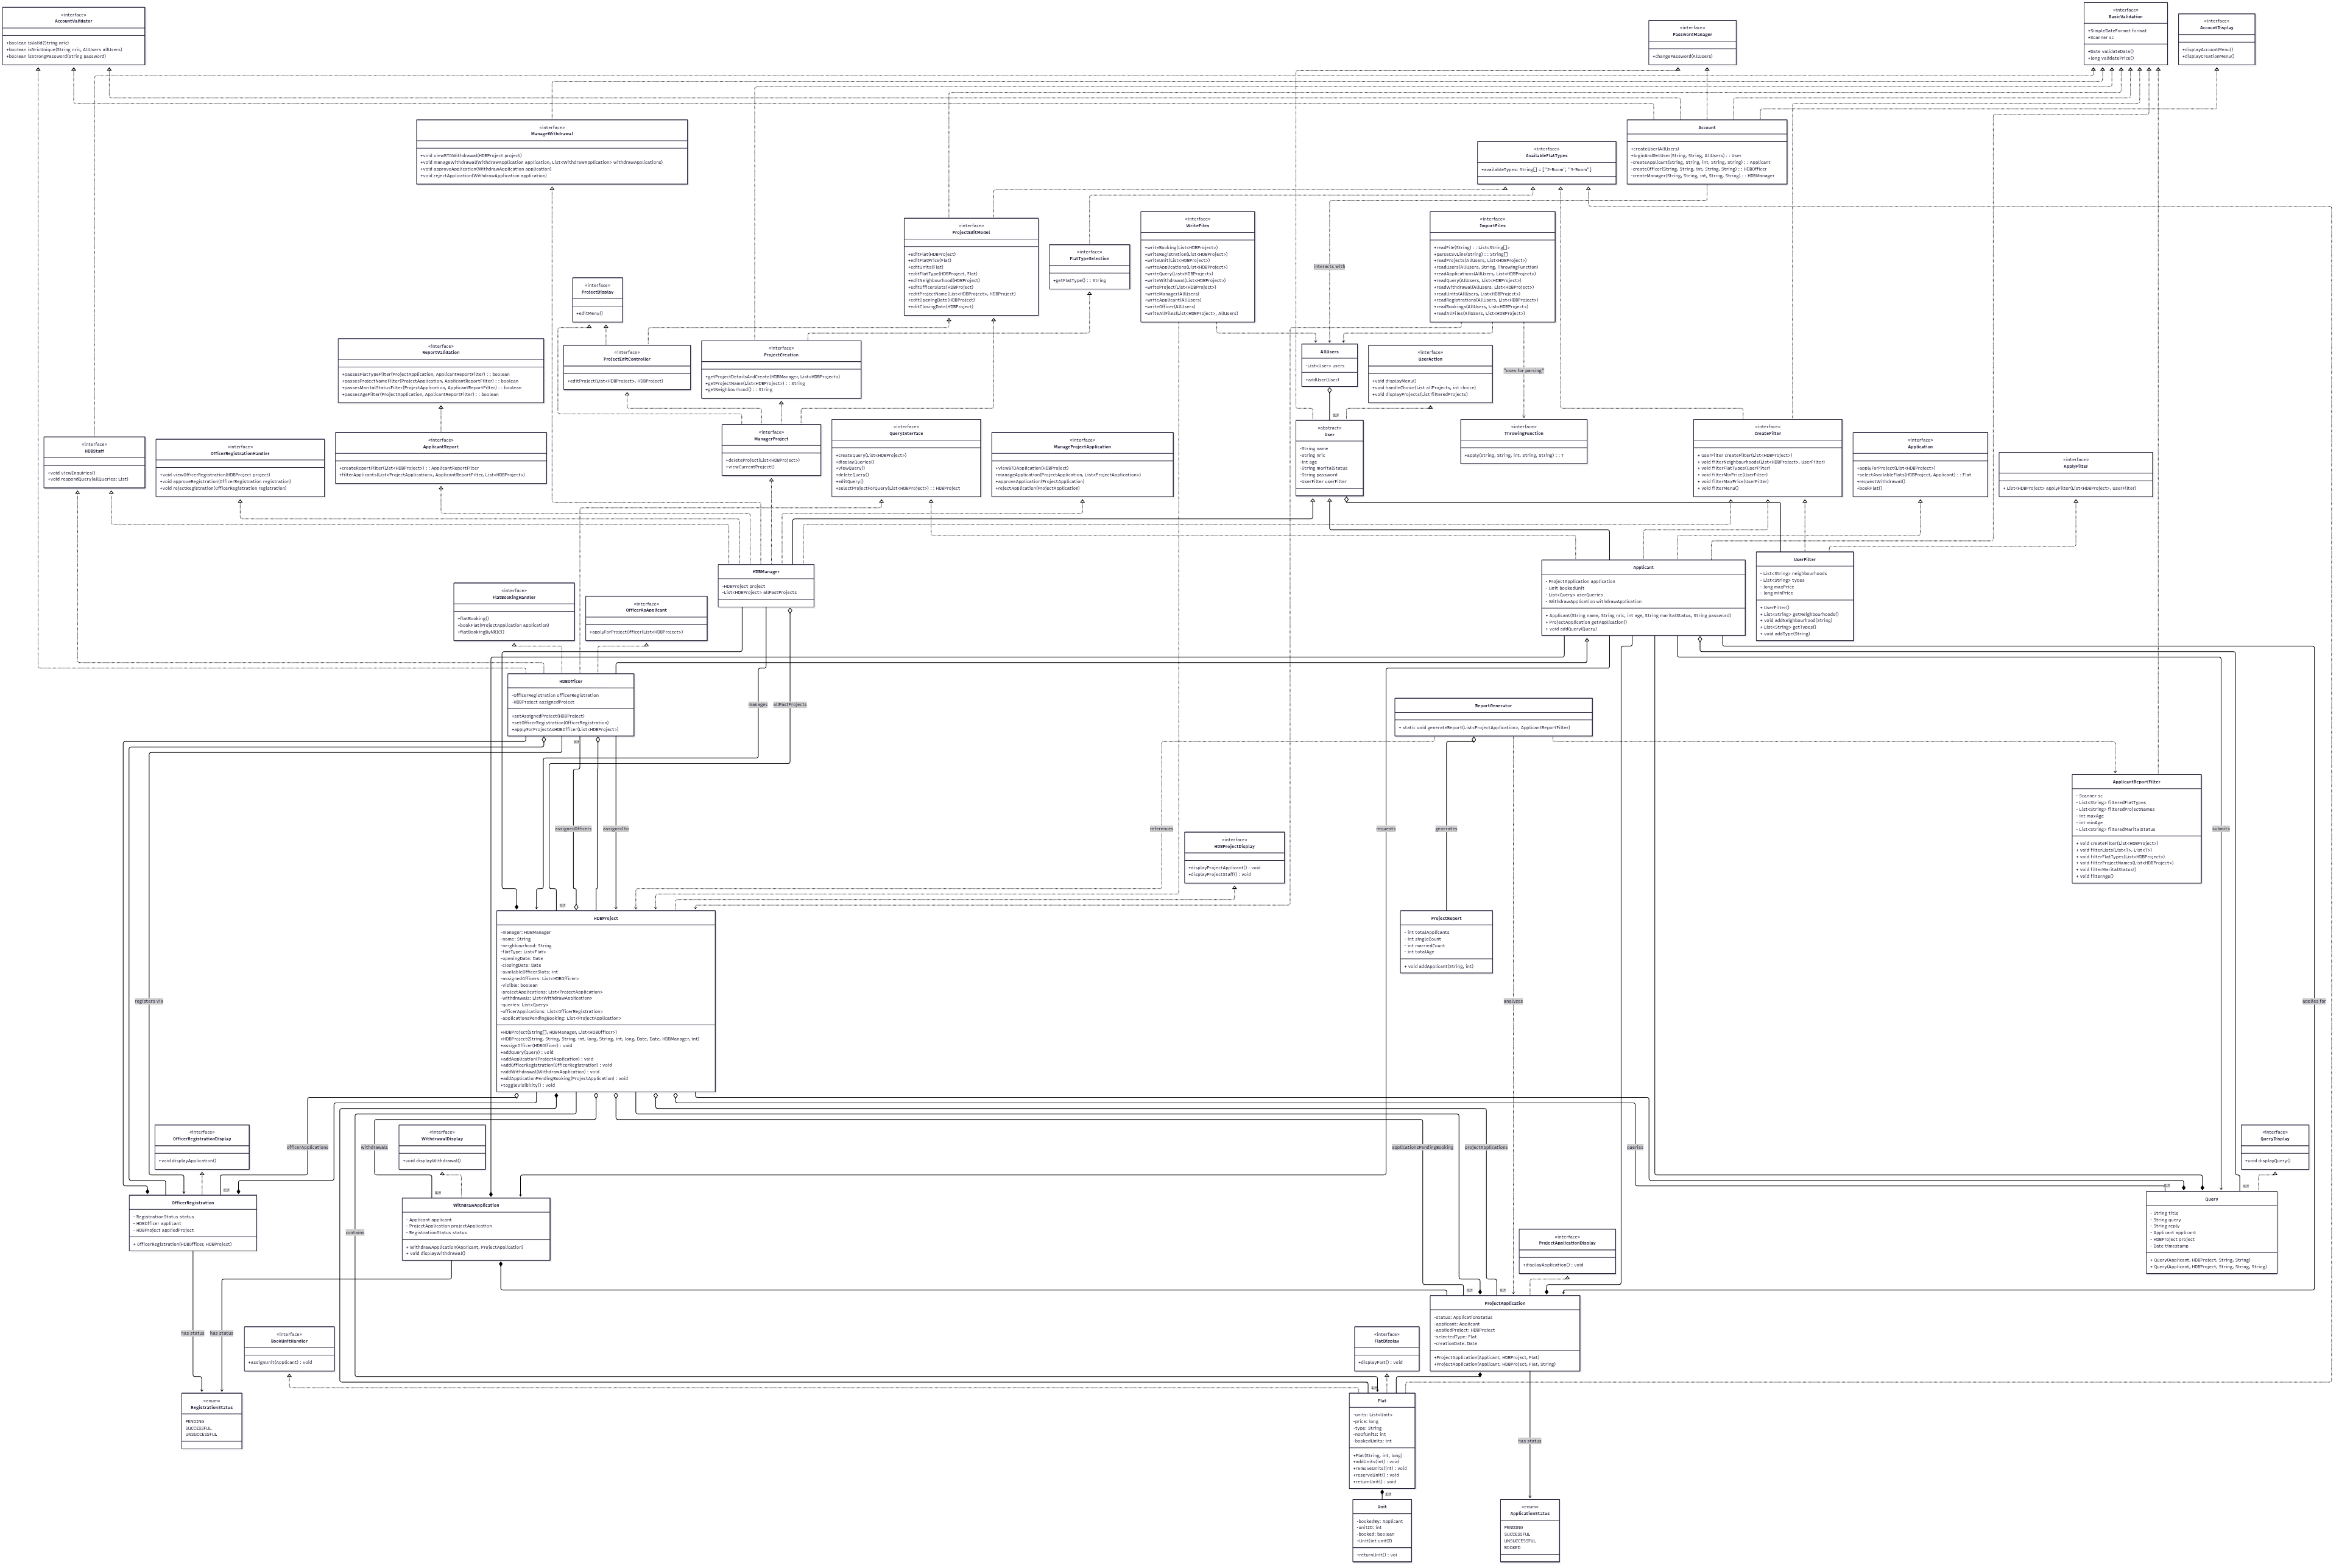 «interface»
AccountValidator
+boolean isValid(String nric)
+boolean isNricUnique(String nric, AllUsers allUsers)
+boolean isStrongPassword(String password)
«interface»
PasswordManager
+changePassword(AllUsers)
«interface»
BasicValidation
+SimpleDateFormat format
+Scanner sc
+Date validateDate()
+long validatePrice()
«interface»
AccountDisplay
+displayAccountMenu()
+displayCreationMenu()
«interface»
ManageWithdrawal
+void viewBTOWithdrawal(HDBProject project)
+void manageWithdrawal(WithdrawApplication application, List<WithdrawApplication> withdrawApplications)
+void approveApplication(WithdrawApplication application)
+void rejectApplication(WithdrawApplication application)
«interface»
AvailableFlatTypes
+availableTypes: String[] = ["2-Room", "3-Room"]
Account
+createUser(AllUsers)
+loginAndGetUser(String, String, AllUsers) : : User
-createApplicant(String, String, int, String, String) : : Applicant
-createOfficer(String, String, int, String, String) : : HDBOfficer
-createManager(String, String, int, String, String) : : HDBManager
«interface»
ProjectEditModel
+editFlat(HDBProject)
+editFlatPrice(Flat)
+editUnits(Flat)
+editFlatType(HDBProject, Flat)
+editNeighbourhood(HDBProject)
+editOfficerSlots(HDBProject)
+editProjectName(List<HDBProject>, HDBProject)
+editOpeningDate(HDBProject)
+editClosingDate(HDBProject)
«interface»
FlatTypeSelection
+getFlatType() : : String
«interface»
WriteFiles
+writeBooking(List<HDBProject>)
+writeRegistration(List<HDBProject>)
+writeUnit(List<HDBProject>)
+writeApplications(List<HDBProject>)
+writeQuery(List<HDBProject>)
+writeWithdrawal(List<HDBProject>)
+writeProject(List<HDBProject>)
+writeManager(AllUsers)
+writeApplicant(AllUsers)
+writeOfficer(AllUsers)
+writeAllFiles(List<HDBProject>, AllUsers)
«interface»
ImportFiles
+readFile(String) : : List<String[]>
+parseCSVLine(String) : : String[]
+readProjects(AllUsers, List<HDBProject>)
+readUsers(AllUsers, String, ThrowingFunction)
+readApplications(AllUsers, List<HDBProject>)
+readQuery(AllUsers, List<HDBProject>)
+readWithdrawal(AllUsers, List<HDBProject>)
+readUnits(AllUsers, List<HDBProject>)
+readRegistrations(AllUsers, List<HDBProject>)
+readBookings(AllUsers, List<HDBProject>)
+readAllFiles(AllUsers, List<HDBProject>)
interacts with
«interface»
ProjectDisplay
+editMenu()
«interface»
ReportValidation
+passesFlatTypeFilter(ProjectApplication, ApplicantReportFilter) : : boolean
+passesProjectNameFilter(ProjectApplication, ApplicantReportFilter) : : boolean
+passesMaritalStatusFilter(ProjectApplication, ApplicantReportFilter) : : boolean
+passesAgeFilter(ProjectApplication, ApplicantReportFilter) : : boolean
«interface»
ProjectEditController
+editProject(List<HDBProject>, HDBProject)
«interface»
ProjectCreation
+getProjectDetailsAndCreate(HDBManager, List<HDBProject>)
+getProjectName(List<HDBProject>) : : String
+getNeighbourhood() : : String
AllUsers
-List<User> users
+addUser(User)
«interface»
UserAction
+void displayMenu()
+void handleChoice(List allProjects, int choice)
+void displayProjects(List filteredProjects)
"uses for parsing"
«interface»
HDBStaff
+void viewEnquiries()
+void respondQuery(allQueries: List)
«interface»
OfficerRegistrationHandler
+void viewOfficerRegistration(HDBProject project)
+void approveRegistration(OfficerRegistration registration)
+void rejectRegistration(OfficerRegistration registration)
«interface»
ApplicantReport
+createReportFilter(List<HDBProject>) : : ApplicantReportFilter
+filterApplicants(List<ProjectApplication>, ApplicantReportFilter, List<HDBProject>)
«interface»
ManagerProject
+deleteProject(List<HDBProject>)
+viewCurrentProject()
«interface»
QueryInterface
+createQuery(List<HDBProject>)
+displayQueries()
+viewQuery()
+deleteQuery()
+editQuery()
+selectProjectForQuery(List<HDBProject>) : : HDBProject
«interface»
ManageProjectApplication
+viewBTOApplication(HDBProject)
+manageApplication(ProjectApplication, List<ProjectApplication>)
+approveApplication(ProjectApplication)
+rejectApplication(ProjectApplication)
0..*
«abstract»
User
-String name
-String nric
-int age
-String maritalStatus
-String password
-UserFilter userFilter
«interface»
ThrowingFunction
+apply(String, String, int, String, String) : : T
«interface»
CreateFilter
+ UserFilter createFilter(List<HDBProject>)
+ void filterNeighbourhoods(List<HDBProject>, UserFilter)
+ void filterFlatTypes(UserFilter)
+ void filterMinPrice(UserFilter)
+ void filterMaxPrice(UserFilter)
+ void filterMenu()
«interface»
Application
+applyForProject(List<HDBProject>)
+selectAvailableFlats(HDBProject, Applicant) : : Flat
+requestWithdrawal()
+bookFlat()
«interface»
ApplyFilter
+ List<HDBProject> applyFilter(List<HDBProject>, UserFilter)
HDBManager
-HDBProject project
-List<HDBProject> allPastProjects
«interface»
FlatBookingHandler
+flatBooking()
+bookFlat(ProjectApplication application)
+flatBookingByNRIC()
«interface»
OfficerAsApplicant
+applyForProjectOfficer(List<HDBProject>)
Applicant
- ProjectApplication application
- Unit bookedUnit
- List<Query> userQueries
- WithdrawApplication withdrawApplication
+ Applicant(String name, String nric, int age, String maritalStatus, String password)
+ ProjectApplication getApplication()
+ void addQuery(Query)
UserFilter
- List<String> neighbourhoods
- List<String> types
- long maxPrice
- long minPrice
+ UserFilter()
+ List<String> getNeighbourhoods()
+ void addNeighbourhood(String)
+ List<String> getTypes()
+ void addType(String)
HDBOfficer
-OfficerRegistration officerRegistration
-HDBProject assignedProject
+setAssignedProject(HDBProject)
+setOfficerRegistration(OfficerRegistration)
+applyForProjectAsHDBOfficer(List<HDBProject>)
manages
allPastProjects
0..*
ReportGenerator
+ static void generateReport(List<ProjectApplication>, ApplicantReportFilter)
ApplicantReportFilter
- Scanner sc
- List<String> filteredFlatTypes
- List<String> filteredProjectNames
- int maxAge
- int minAge
- List<String> filteredMaritalStatus
+ void createFilter(List<HDBProject>)
+ void filterLists(List<T>, List<T>)
+ void filterFlatTypes(List<HDBProject>)
+ void filterProjectNames(List<HDBProject>)
+ void filterMaritalStatus()
+ void filterAge()
assignedOfficers
assigned to
references
requests
generates
submits
«interface»
HDBProjectDisplay
+displayProjectApplicant() : void
+displayProjectStaff() : void
0..*
HDBProject
-manager: HDBManager
-name: String
-neighbourhood: String
-flatType: List<Flat>
-openingDate: Date
-closingDate: Date
-availableOfficerSlots: int
-assignedOfficers: List<HDBOfficer>
-visible: boolean
-projectApplications: List<ProjectApplication>
-withdrawals: List<WithdrawApplication>
-queries: List<Query>
-officerApplications: List<OfficerRegistration>
-applicationsPendingBooking: List<ProjectApplication>
+HDBProject(String[], HDBManager, List<HDBOfficer>)
+HDBProject(String, String, String, int, long, String, int, long, Date, Date, HDBManager, int)
+assignOfficer(HDBOfficer) : void
+addQuery(Query) : void
+addApplication(ProjectApplication) : void
+addOfficerRegistration(OfficerRegistration) : void
+addWithdrawal(WithdrawApplication) : void
+addApplicationPendingBooking(ProjectApplication) : void
+toggleVisibility() : void
ProjectReport
- int totalApplicants
- int singleCount
- int marriedCount
- int totalAge
+ void addApplicant(String, int)
registers via
analyzes
applies for
«interface»
OfficerRegistrationDisplay
+void displayApplication()
officerApplications
withdrawals
«interface»
WithdrawalDisplay
+void displayWithdrawal()
applicationsPendingBooking
projectApplications
queries
«interface»
QueryDisplay
+void displayQuery()
0..*
0..*
0..*
0..*
OfficerRegistration
- RegistrationStatus status
- HDBOfficer applicant
- HDBProject appliedProject
+ OfficerRegistration(HDBOfficer, HDBProject)
WithdrawApplication
- Applicant applicant
- ProjectApplication projectApplication
- RegistrationStatus status
+ WithdrawApplication(Applicant, ProjectApplication)
+ void displayWithdrawal()
contains
Query
- String title
- String query
- String reply
- Applicant applicant
- HDBProject project
- Date timestamp
+ Query(Applicant, HDBProject, String, String)
+ Query(Applicant, HDBProject, String, String, String)
«interface»
ProjectApplicationDisplay
+displayApplication() : void
0..*
0..*
ProjectApplication
-status: ApplicationStatus
-applicant: Applicant
-appliedProject: HDBProject
-selectedType: Flat
-creationDate: Date
+ProjectApplication(Applicant, HDBProject, Flat)
+ProjectApplication(Applicant, HDBProject, Flat, String)
has status
has status
«interface»
BookUnitHandler
+assignUnit(Applicant) : void
«interface»
FlatDisplay
+displayFlat() : void
0..*
«enum»
RegistrationStatus
PENDING
SUCCESSFUL
UNSUCCESSFUL
Flat
-units: List<Unit>
-price: long
-type: String
-noOfUnits: int
-bookedUnits: int
+Flat(String, int, long)
+addUnits(int) : void
+removeUnits(int) : void
+reserveUnit() : void
+returnUnit() : void
has status
0..*
Unit
-bookedBy: Applicant
-unitID: int
-booked: boolean
+Unit(int unitID
+returnUnit() : voi
«enum»
ApplicationStatus
PENDING
SUCCESSFUL
UNSUCCESSFUL
BOOKED